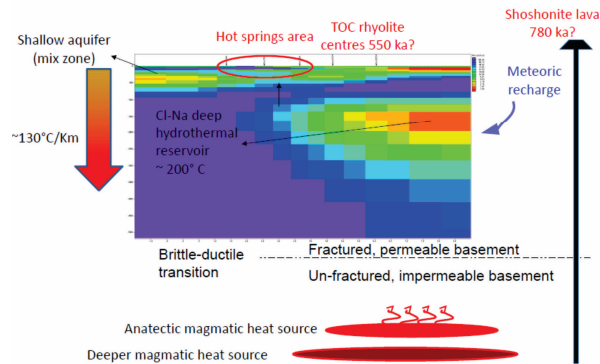 Shoshonite lava
780 ka?
Hot springs area
TOC rhyolite
centres 550 ka?
Shallow aquifer
(mix zone)
Meteoric
recharge
~130°C/Km
Cl-Na deep
hydrothermal
reservoir
~ 200° C
Brittle-ductile
transition
Fractured, permeable basement
Un-fractured, impermeable basement
Anatectic magmatic heat source
Deeper magmatic heat source